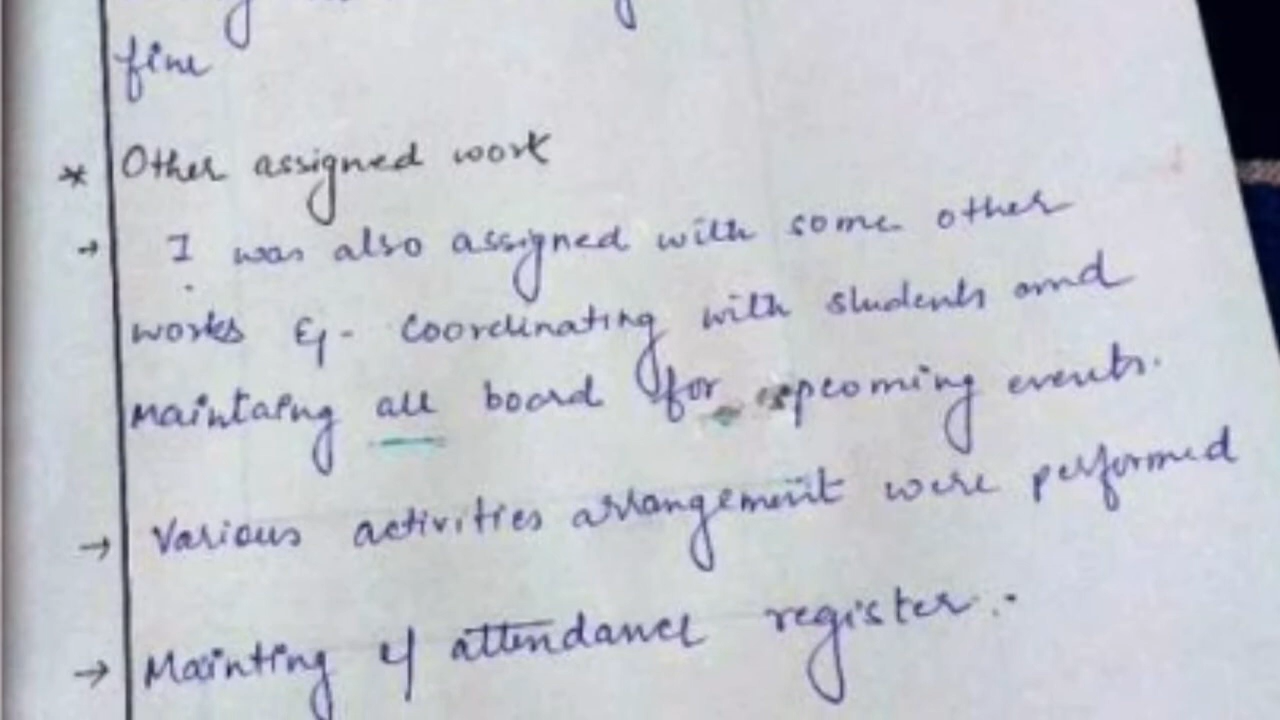 fine
* Other assigned work
→ I was also assigned with some other
works Eg - Coordinating with students and
maintaing all board for upcoming events.
→ Various activities arrangement were performed
→ Mainting of attendance register.